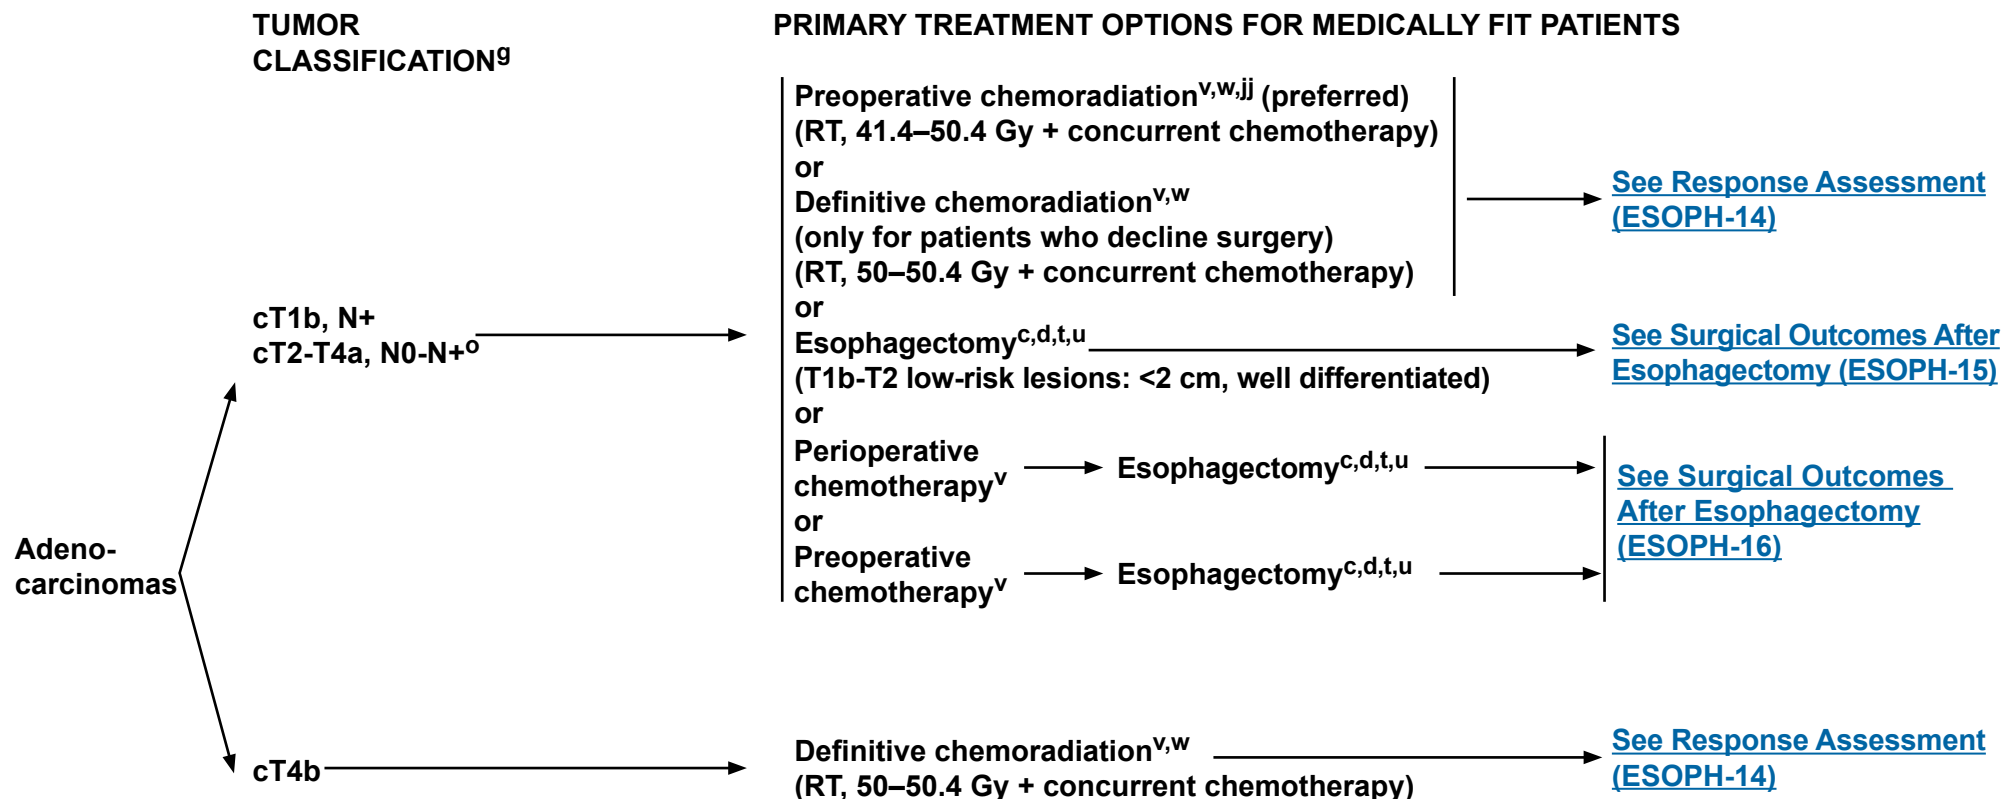 TUMOR
CLASSIFICATIONg
PRIMARY TREATMENT OPTIONS FOR MEDICALLY FIT PATIENTS
Adeno-
carcinomas
cT1b, N+
cT2-T4a, N0-N+o
Preoperative chemoradiationv,w,jj (preferred)
(RT, 41.4–50.4 Gy + concurrent chemotherapy)
or
Definitive chemoradiationv,w
(only for patients who decline surgery)
(RT, 50–50.4 Gy + concurrent chemotherapy)
See Response Assessment
(ESOPH-14)
or
Esophagectomyc,d,t,u
(T1b-T2 low-risk lesions: <2 cm, well differentiated)
See Surgical Outcomes After
Esophagectomy (ESOPH-15)
or
Perioperative
chemotherapyv
Esophagectomyc,d,t,u
or
Preoperative
chemotherapyv
Esophagectomyc,d,t,u
See Surgical Outcomes
After Esophagectomy
(ESOPH-16)
cT4b
Definitive chemoradiationv,w
(RT, 50–50.4 Gy + concurrent chemotherapy)
See Response Assessment
(ESOPH-14)